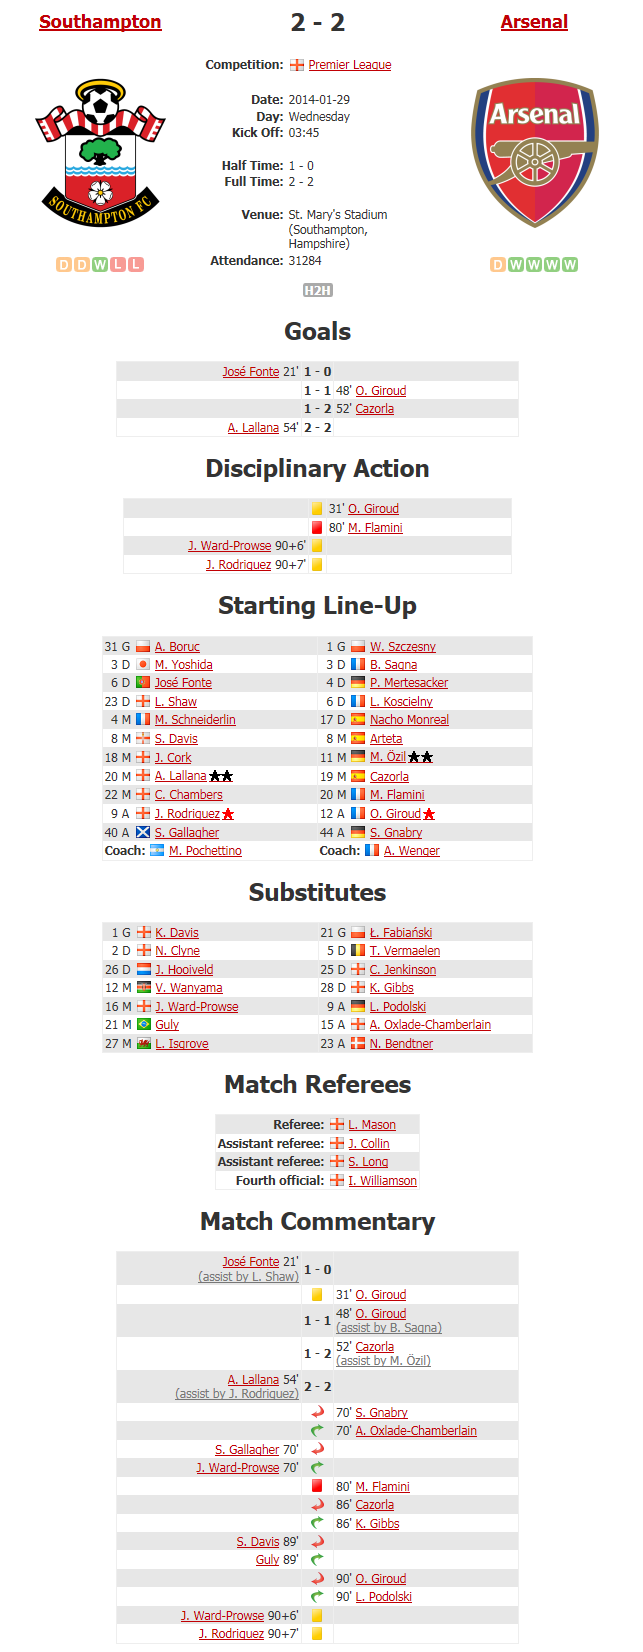 Southampton 2 - 2 Arsenal
Competition: Premier League
Arsenal
Date: 2014-01-29
Day: Wednesday
Kick Off: 03:45
Half Time: 1 - 0
Full Time: 2 - 2
SOUTHAMPTON FC
Venue: St. Mary's Stadium
(Southampton,
Hampshire)
Attendance: 31284
D D W L L
D W W W W
H2H
Goals
José Fonte 21' 1 - 0
1 - 1 48' O. Giroud
1 - 2 52' Cazorla
A. Lallana 54' 2 - 2
Disciplinary Action
31' O. Giroud
80' M. Flamini
J. Ward-Prowse 90+6'
J. Rodriguez 90+7'
Starting Line-Up
31 G A. Boruc 1 G W. Szczesny
3 D M. Yoshida 3 D B. Sagna
6 D José Fonte 4 D P. Mertesacker
23 D L. Shaw 6 D L. Koscielny
4 M M. Schneiderlin 17 D Nacho Monreal
8 M S. Davis 8 M Arteta
18 M J. Cork 11 M M. Özil
20 M A. Lallana 19 M Cazorla
22 M C. Chambers 20 M M. Flamini
9 A J. Rodriguez 12 A O. Giroud
40 A S. Gallagher 44 A S. Gnabry
Coach: M. Pochettino Coach: A. Wenger
Substitutes
1 G K. Davis 21 G Ł. Fabiański
2 D N. Clyne 5 D T. Vermaelen
26 D J. Hooiveld 25 D C. Jenkinson
12 M V. Wanyama 28 D K. Gibbs
16 M J. Ward-Prowse 9 A L. Podolski
21 M Guly 15 A A. Oxlade-Chamberlain
27 M L. Isgrove 23 A N. Bendtner
Match Referees
Referee: L. Mason
Assistant referee: J. Collin
Assistant referee: S. Long
Fourth official: I. Williamson
Match Commentary
José Fonte 21' 1 - 0
(assist by L. Shaw)
31' O. Giroud
1 - 1 48' O. Giroud
(assist by B. Sagna)
1 - 2 52' Cazorla
(assist by M. Özil)
A. Lallana 54' 2 - 2
(assist by J. Rodriguez)
70' S. Gnabry
70' A. Oxlade-Chamberlain
S. Gallagher 70'
J. Ward-Prowse 70'
80' M. Flamini
86' Cazorla
86' K. Gibbs
S. Davis 89'
Guly 89'
90' O. Giroud
90' L. Podolski
J. Ward-Prowse 90+6'
J. Rodriguez 90+7'